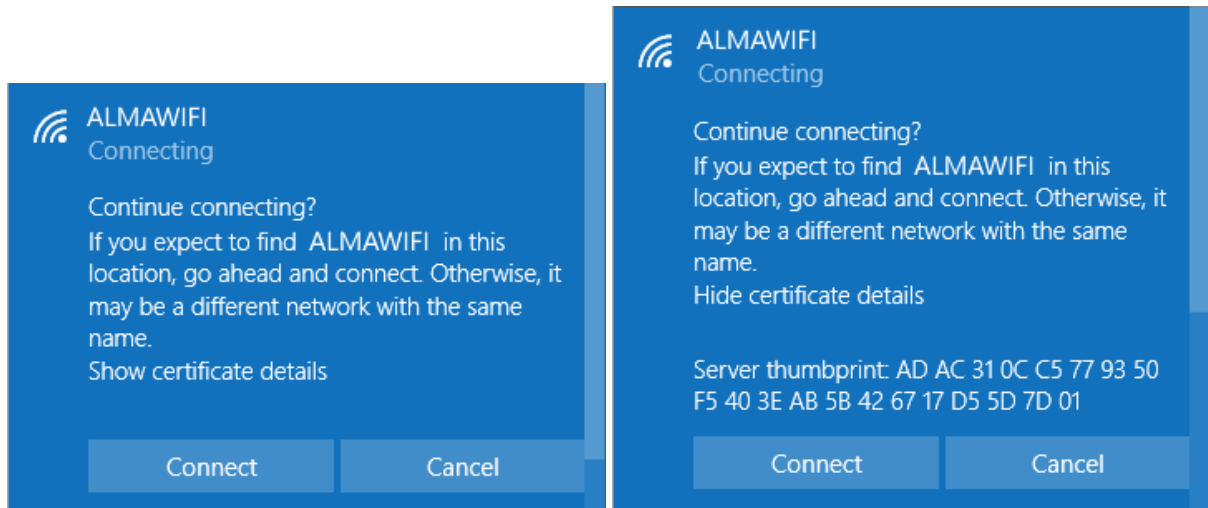 ALMAWIFI
Connecting
Continue connecting?
If you expect to find ALMAWIFI in this
location, go ahead and connect. Otherwise, it
may be a different network with the same
name.
Show certificate details
Connect
Cancel
ALMAWIFI
Connecting
Continue connecting?
If you expect to find ALMAWIFI in this
location, go ahead and connect. Otherwise, it
may be a different network with the same
name.
Hide certificate details
Server thumbprint: AD AC 31 0C C5 77 93 50
F5 40 3E AB 5B 42 67 17 D5 5D 7D 01
Connect
Cancel